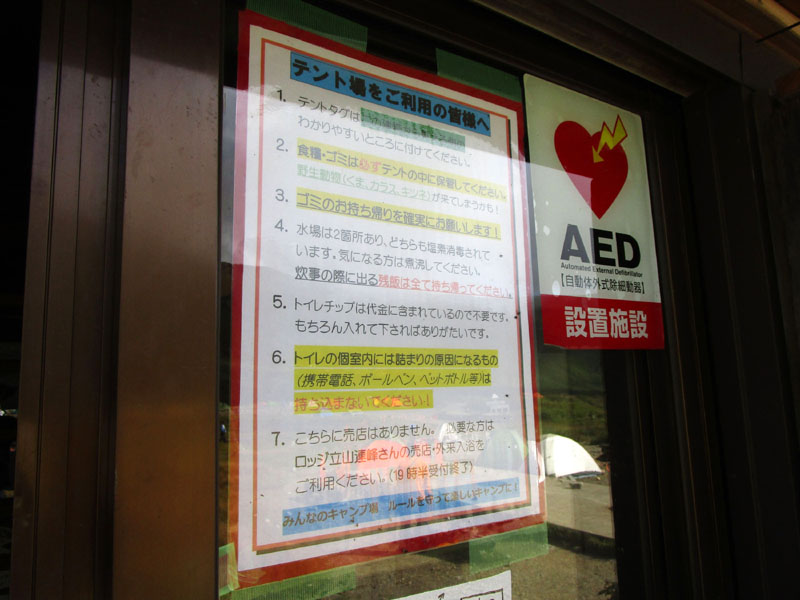 テント場をご利用の皆様へ
1. テントタグは
わかりやすいところに付けてください。
2. 食糧・ゴミは必ずテントの中に保管してください。
野生動物(くま、カラス、キツネ)が来てしまうかも！
3. ゴミのお持ち帰りを確実にお願いします！
4. 水場は2箇所あり、どちらも塩素消毒されて
います。気になる方は煮沸してください。
炊事の際に出る残飯は全て持ち帰ってください。
5. トイレチップは代金に含まれているので不要です。
もちろん入れて下さればありがたいです。
6. トイレの個室内には詰まりの原因になるもの
(携帯電話、ボールペン、ペットボトル等)は
持ち込まないでください！
7. こちらに売店はありません。 必要な方は
ロッジ立山連峰さんの売店・外来入浴を
ご利用ください。(19時半受付終了)
みんなのキャンプ場 ルールを守って楽しいキャンプに！
AED
Automated External Defibrillator
【自動体外式除細動器】
設置施設